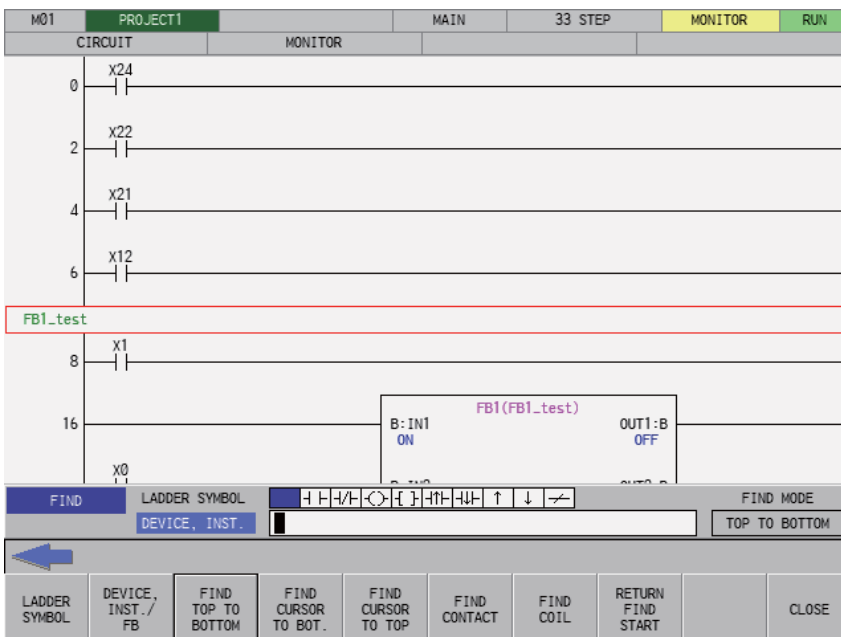 M01 PROJECT1 MAIN 33 STEP MONITOR RUN
CIRCUIT MONITOR
X24
0
X22
2
X21
4
X12
6
FB1_test
X1
8
FB1(FB1_test)
16 B:IN1 OUT1:B
ON OFF
X0
FIND LADDER SYMBOL FIND MODE
DEVICE, INST. TOP TO BOTTOM
LADDER SYMBOL
DEVICE, INST./ FB
FIND TOP TO BOTTOM
FIND CURSOR TO BOT.
FIND CURSOR TO TOP
FIND CONTACT
FIND COIL
RETURN FIND START
CLOSE